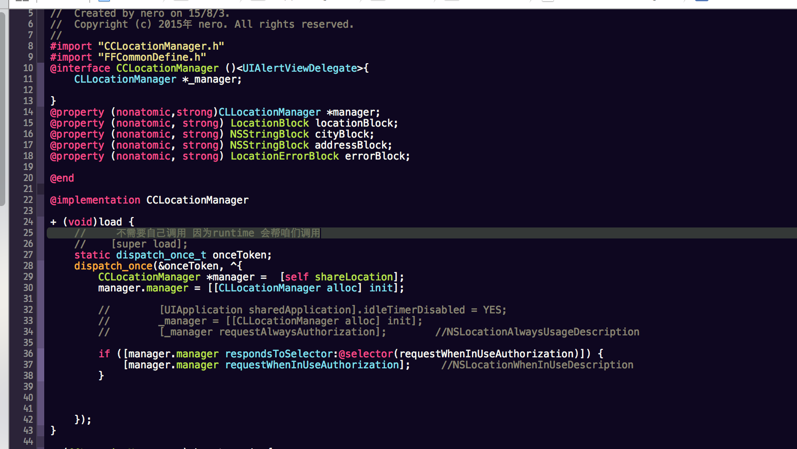 5 //  Created by nero on 15/8/3.
6 //  Copyright (c) 2015年 nero. All rights reserved.
7 //
8 #import "CCLocationManager.h"
9 #import "FFCommonDefine.h"
10 @interface CCLocationManager ()<UIAlertViewDelegate>{
11     CLLocationManager *_manager;
12
13 }
14 @property (nonatomic,strong)CLLocationManager *manager;
15 @property (nonatomic, strong) LocationBlock locationBlock;
16 @property (nonatomic, strong) NSStringBlock cityBlock;
17 @property (nonatomic, strong) NSStringBlock addressBlock;
18 @property (nonatomic, strong) LocationErrorBlock errorBlock;
19
20 @end
21
22 @implementation CCLocationManager
23
24 + (void)load {
25     //     不需要自己调用 因为runtime 会帮咱们调用
26     //    [super load];
27     static dispatch_once_t onceToken;
28     dispatch_once(&onceToken, ^{
29         CCLocationManager *manager =  [self shareLocation];
30         manager.manager = [[CLLocationManager alloc] init];
31
32         //        [UIApplication sharedApplication].idleTimerDisabled = YES;
33         //        _manager = [[CLLocationManager alloc] init];
34         //        [_manager requestAlwaysAuthorization];        //NSLocationAlwaysUsageDescription
35
36         if ([manager.manager respondsToSelector:@selector(requestWhenInUseAuthorization)]) {
37             [manager.manager requestWhenInUseAuthorization];     //NSLocationWhenInUseDescription
38         }
39
40
41
42     });
43 }
44